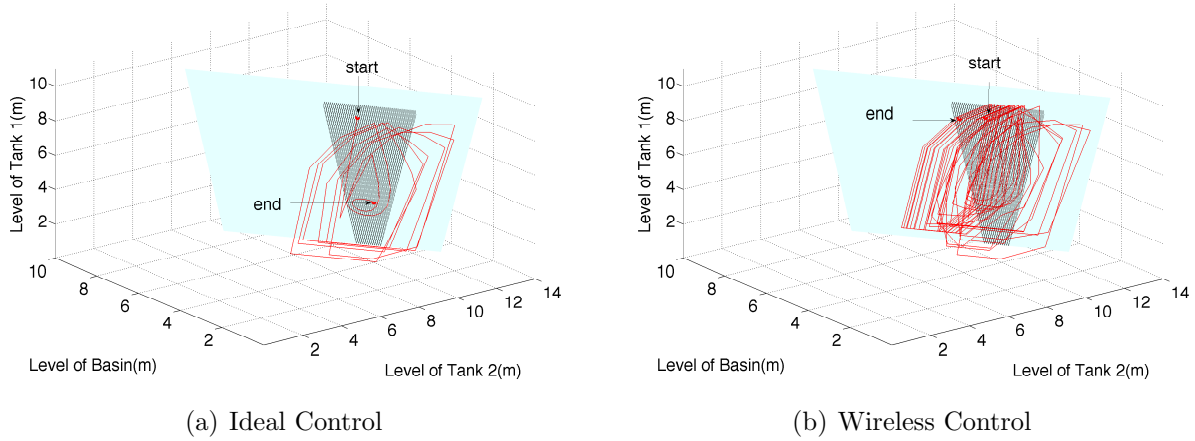 start
end
10
8
6
4
2
Level of Tank 1(m)
10
8
6
4
2
Level of Basin(m)
2
4
6
8
10
12
14
Level of Tank 2(m)
(a) Ideal Control
start
end
10
8
6
4
2
Level of Tank 1(m)
10
8
6
4
2
Level of Basin(m)
2
4
6
8
10
12
14
Level of Tank 2(m)
(b) Wireless Control